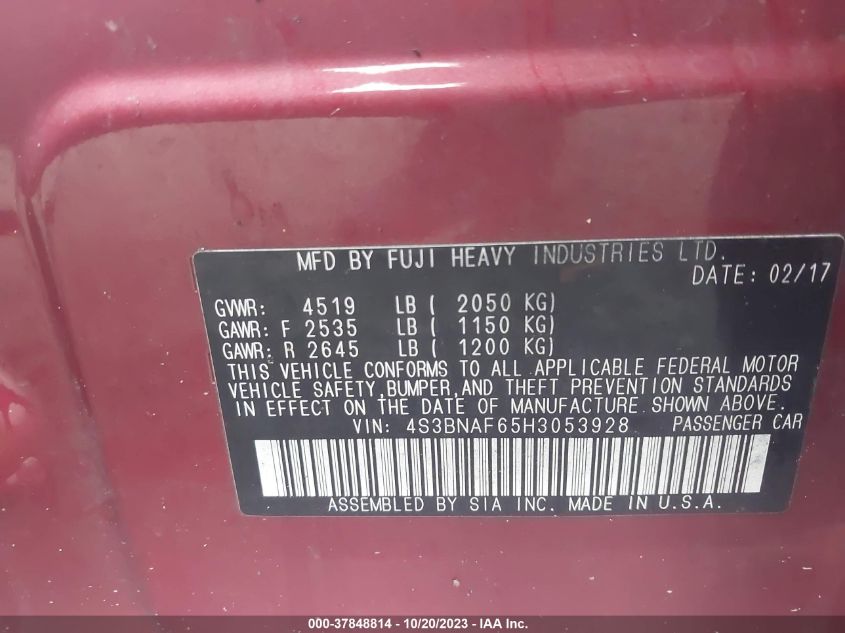 MFD BY FUJI HEAVY INDUSTRIES LTD.
DATE: 02/17
GVWR: 4519 LB ( 2050 KG)
GAWR: F 2535 LB ( 1150 KG)
GAWR: R 2645 LB ( 1200 KG)
THIS VEHICLE CONFORMS TO ALL APPLICABLE FEDERAL MOTOR
VEHICLE SAFETY, BUMPER, AND THEFT PREVENTION STANDARDS
IN EFFECT ON THE DATE OF MANUFACTURE SHOWN ABOVE.
VIN: 4S3BNAF65H3053928 PASSENGER CAR
ASSEMBLED BY SIA INC. MADE IN U.S.A.
000-37848814 - 10/20/2023 - IAA Inc.